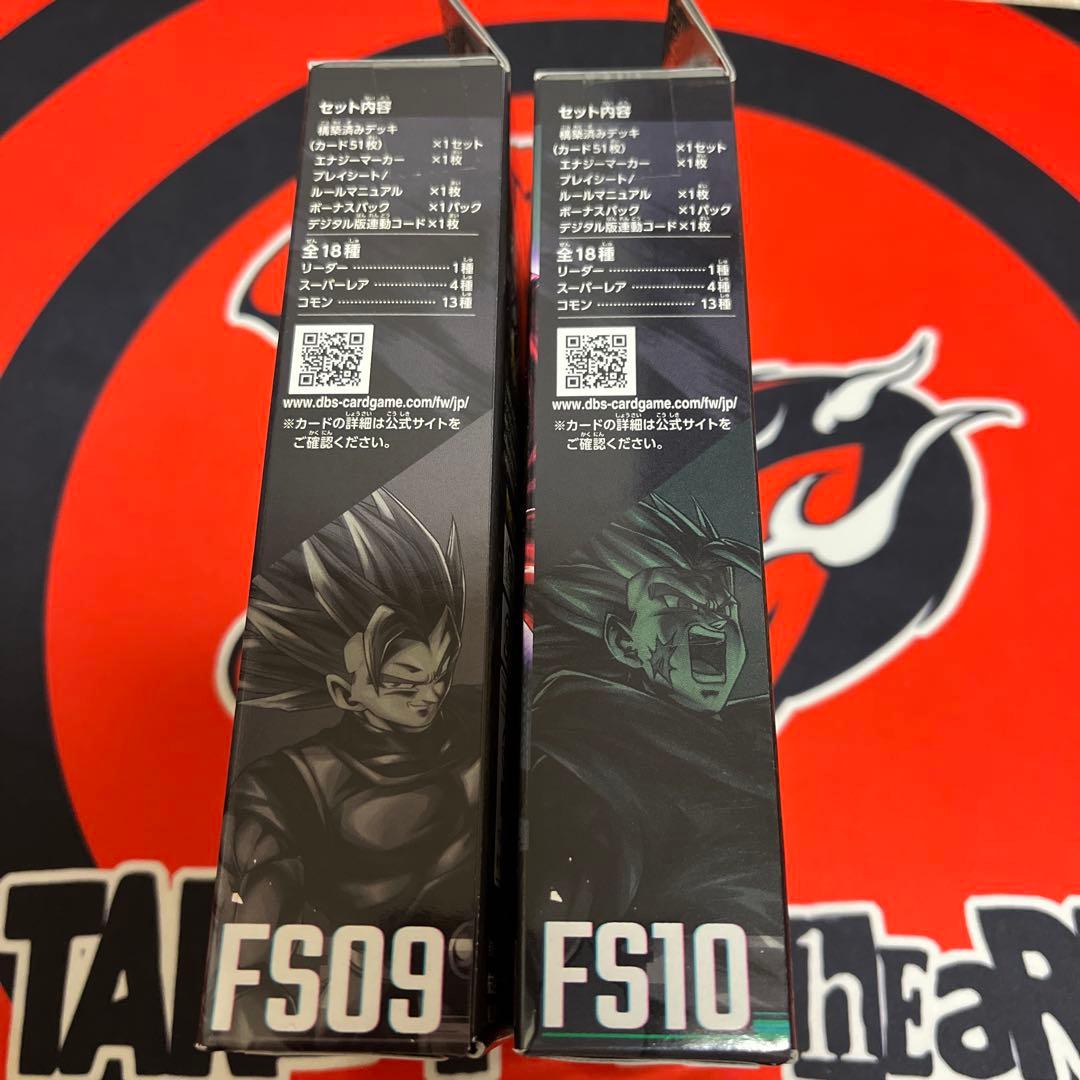 セット内容
構築済みデッキ
(カード51枚) ×1セット
エナジーマーカー ×1枚
プレイシート/
ルールマニュアル ×1枚
ボーナスパック ×1パック
デジタル版連動コード×1枚
全18種
リーダー 1種
スーパーレア 4種
コモン 13種
www.dbs-cardgame.com/fw/jp/
※カードの詳細は公式サイトを
ご確認ください。
FS09
セット内容
構築済みデッキ
(カード51枚) ×1セット
エナジーマーカー ×1枚
プレイシート/
ルールマニュアル ×1枚
ボーナスパック ×1パック
デジタル版連動コード×1枚
全18種
リーダー 1種
スーパーレア 4種
コモン 13種
www.dbs-cardgame.com/fw/jp/
※カードの詳細は公式サイトを
ご確認ください。
FS10